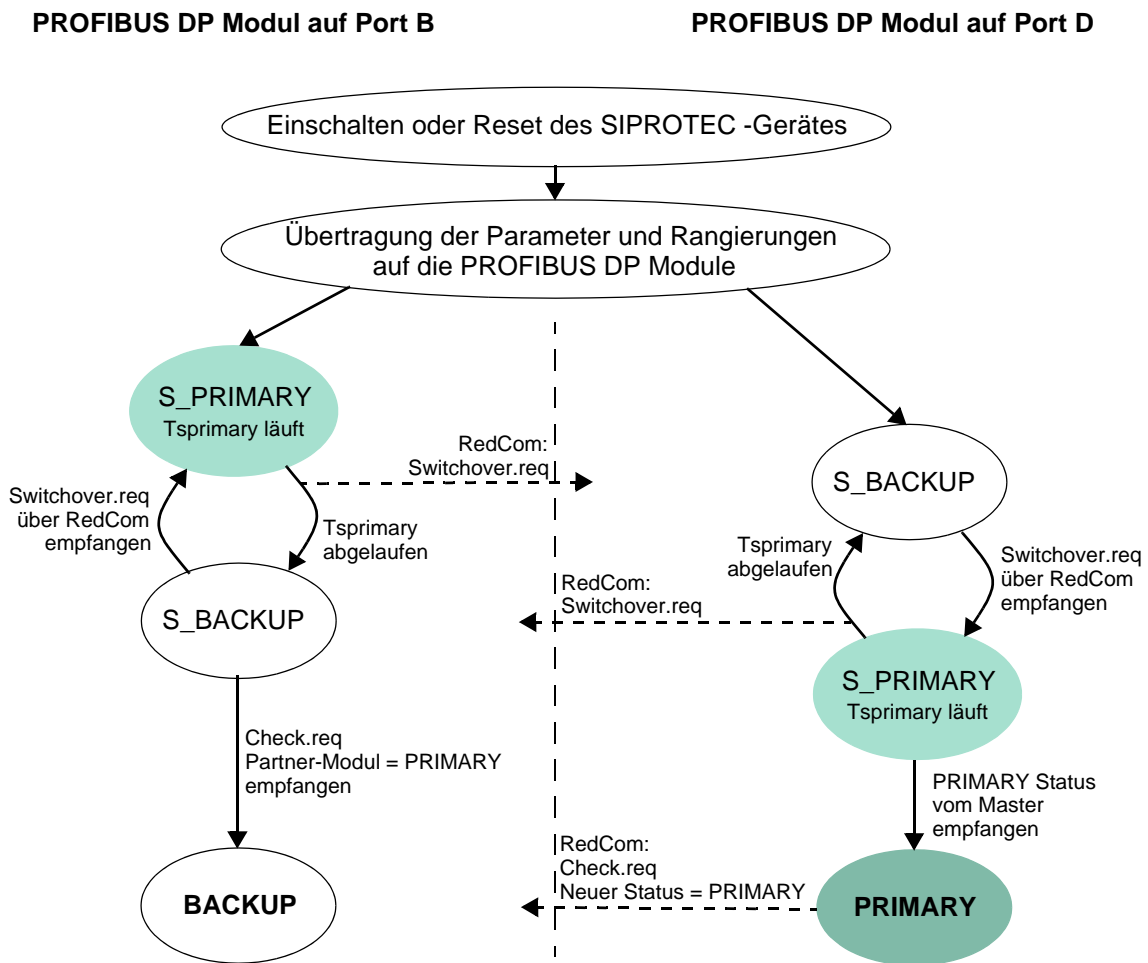 PROFIBUS DP Modul auf Port B
PROFIBUS DP Modul auf Port D
Einschalten oder Reset des SIPROTEC -Gerätes
Übertragung der Parameter und Rangierungen
auf die PROFIBUS DP Module
S_PRIMARY
Tsprimary läuft
RedCom:
Switchover.req
S_BACKUP
Switchover.req
über RedCom
empfangen
Tsprimary
abgelaufen
Tsprimary
abgelaufen
Switchover.req
über RedCom
empfangen
RedCom:
Switchover.req
S_BACKUP
S_PRIMARY
Tsprimary läuft
Check.req
Partner-Modul = PRIMARY
empfangen
PRIMARY Status
vom Master
empfangen
RedCom:
Check.req
Neuer Status = PRIMARY
BACKUP
PRIMARY